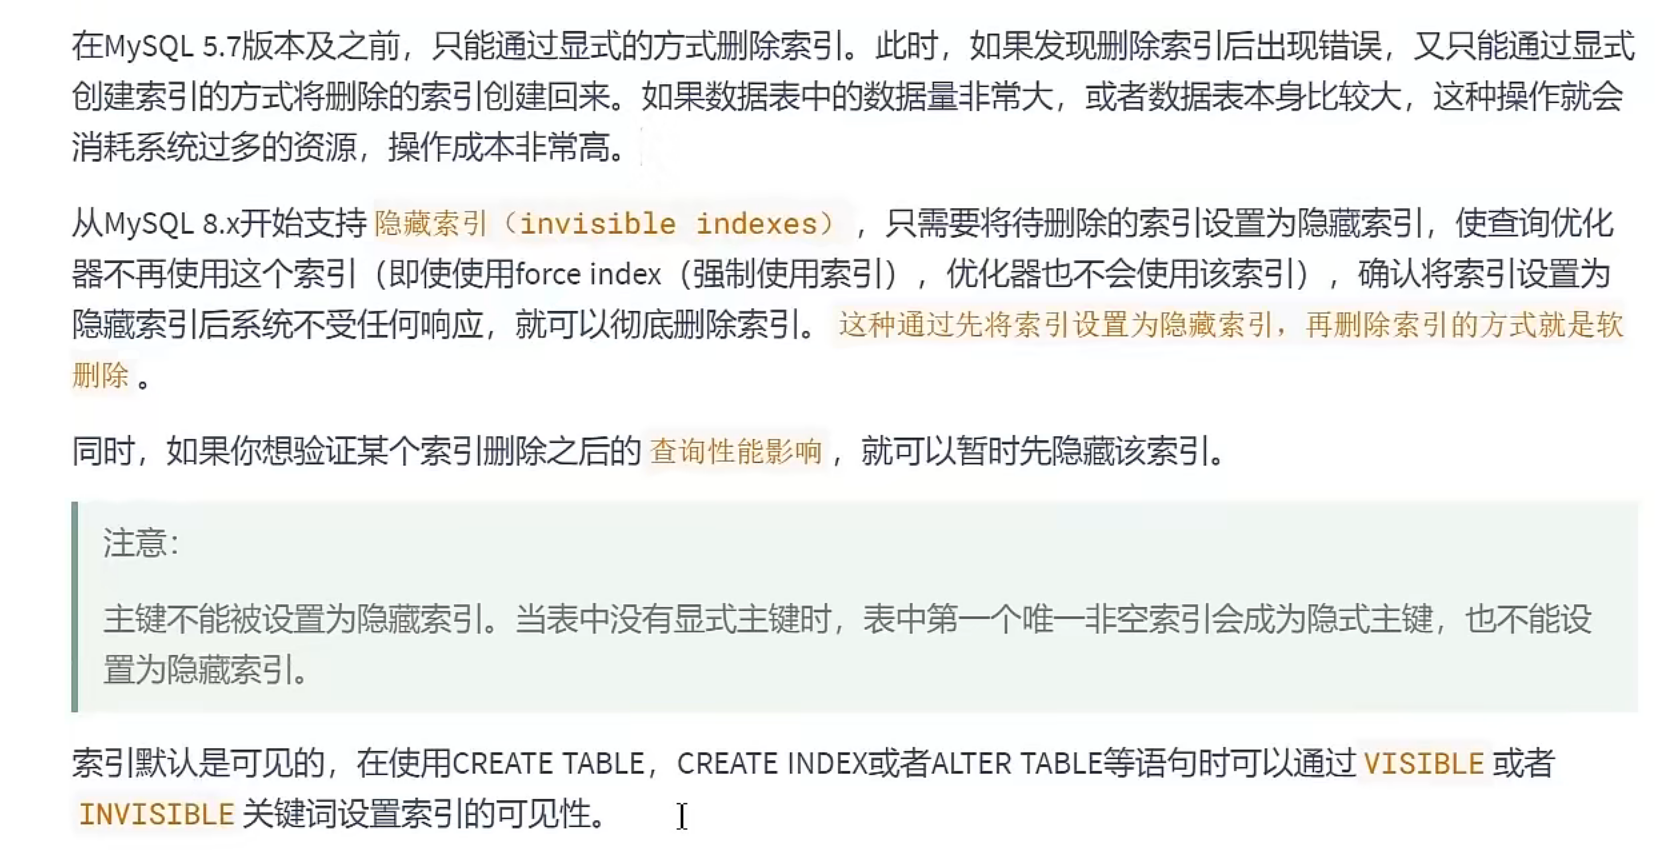 在MySQL 5.7版本及之前，只能通过显式的方式删除索引。此时，如果发现删除索引后出现错误，又只能通过显式
创建索引的方式将删除的索引创建回来。如果数据表中的数据量非常大，或者数据表本身比较大，这种操作就会
消耗系统过多的资源，操作成本非常高。
从MySQL 8.x开始支持 隐藏索引（invisible indexes） ，只需要将待删除的索引设置为隐藏索引，使查询优化
器不再使用这个索引（即使使用force index（强制使用索引），优化器也不会使用该索引），确认将索引设置为
隐藏索引后系统不受任何响应，就可以彻底删除索引。 这种通过先将索引设置为隐藏索引，再删除索引的方式就是软
删除 。
同时，如果你想验证某个索引删除之后的 查询性能影响 ，就可以暂时先隐藏该索引。
注意：
主键不能被设置为隐藏索引。当表中没有显式主键时，表中第一个唯一非空索引会成为隐式主键，也不能设
置为隐藏索引。
索引默认是可见的，在使用CREATE TABLE，CREATE INDEX或者ALTER TABLE等语句时可以通过 VISIBLE 或者
INVISIBLE 关键词设置索引的可见性。